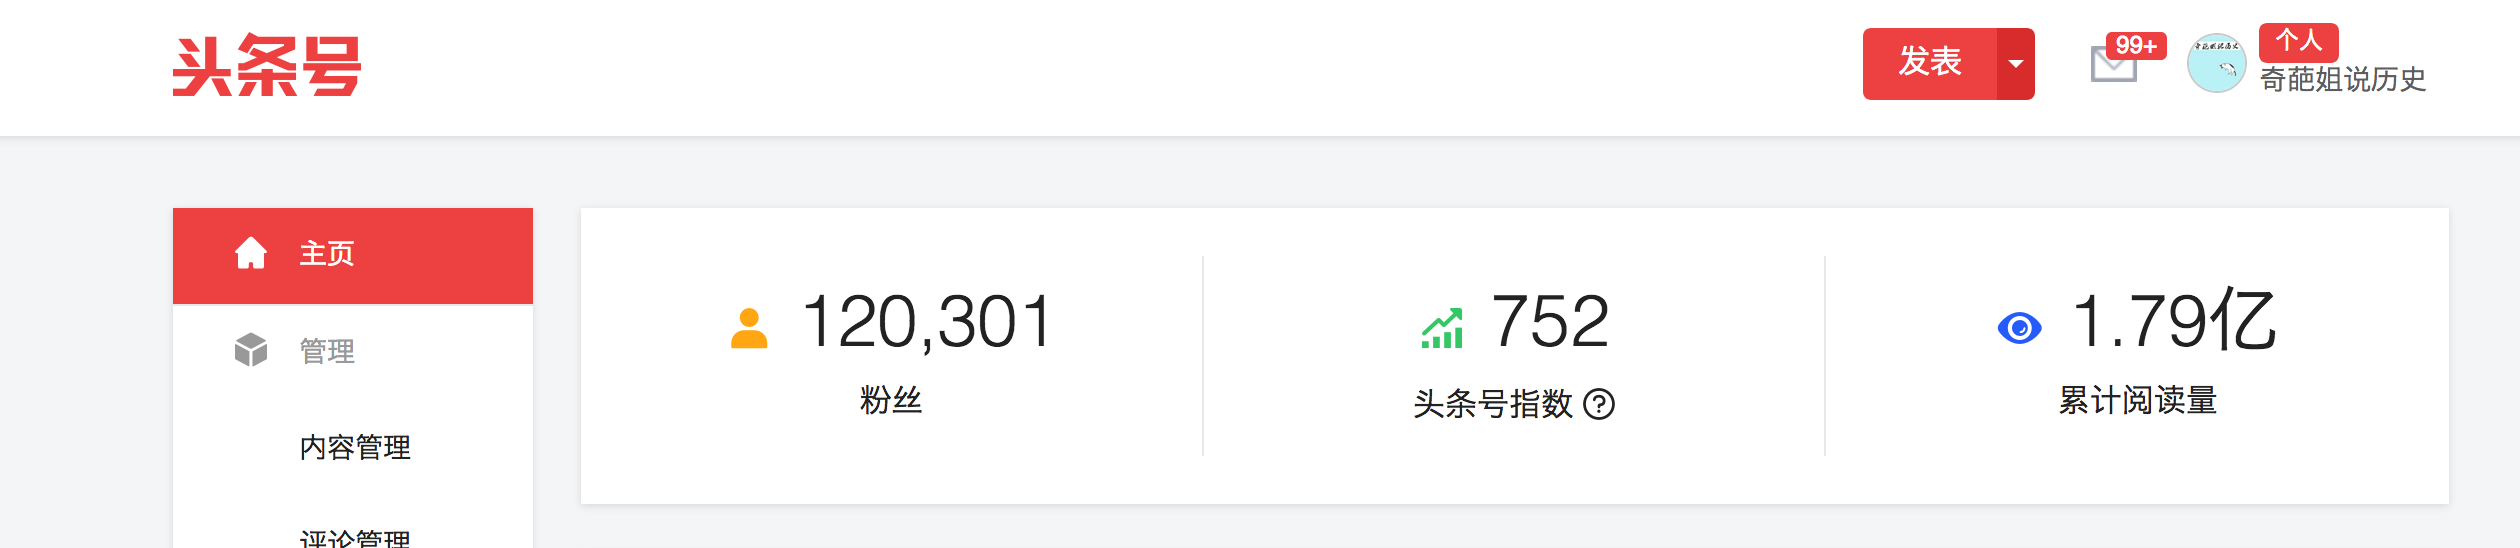 头条号
发表
99+
个人
奇葩姐说历史
主页
管理
内容管理
评论管理
120,301
粉丝
752
头条号指数
1.79亿
累计阅读量